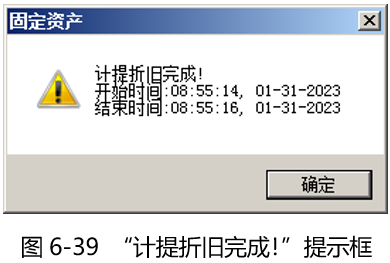 固定资产
计提折旧完成!
开始时间:08:55:14, 01-31-2023
结束时间:08:55:16, 01-31-2023
确定
图 6-39 “计提折旧完成!”提示框